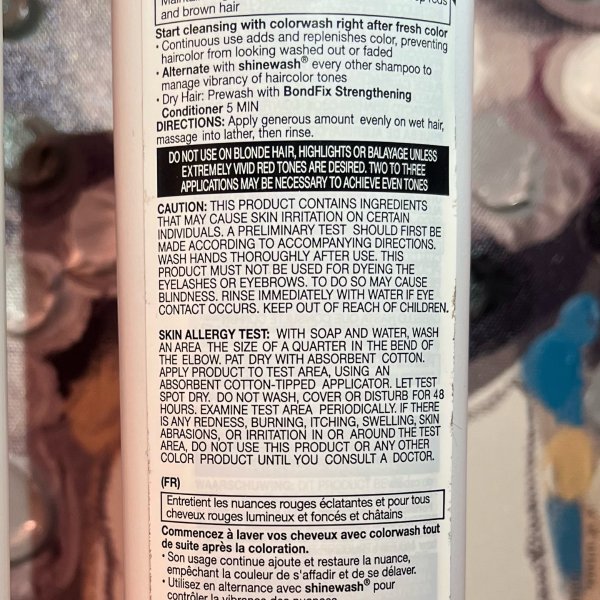 and brown hair
Start cleansing with colorwash right after fresh color
• Continuous use adds and replenishes color, preventing
haircolor from looking washed out or faded
• Alternate with shinewash® every other shampoo to
manage vibrancy of haircolor tones
• Dry Hair: Prewash with BondFix Strengthening
Conditioner 5 MIN
DIRECTIONS: Apply generous amount evenly on wet hair,
massage into lather, then rinse.
DO NOT USE ON BLONDE HAIR, HIGHLIGHTS OR BALAYAGE UNLESS
EXTREMELY VIVID RED TONES ARE DESIRED. TWO TO THREE
APPLICATIONS MAY BE NECESSARY TO ACHIEVE EVEN TONES
CAUTION: THIS PRODUCT CONTAINS INGREDIENTS
THAT MAY CAUSE SKIN IRRITATION ON CERTAIN
INDIVIDUALS. A PRELIMINARY TEST SHOULD FIRST BE
MADE ACCORDING TO ACCOMPANYING DIRECTIONS.
WASH HANDS THOROUGHLY AFTER USE. THIS
PRODUCT MUST NOT BE USED FOR DYEING THE
EYELASHES OR EYEBROWS. TO DO SO MAY CAUSE
BLINDNESS. RINSE IMMEDIATELY WITH WATER IF EYE
CONTACT OCCURS. KEEP OUT OF REACH OF CHILDREN.
SKIN ALLERGY TEST: WITH SOAP AND WATER, WASH
AN AREA THE SIZE OF A QUARTER IN THE BEND OF
THE ELBOW. PAT DRY WITH ABSORBENT COTTON.
APPLY PRODUCT TO TEST AREA, USING AN
ABSORBENT COTTON-TIPPED APPLICATOR. LET TEST
SPOT DRY. DO NOT WASH, COVER OR DISTURB FOR 48
HOURS. EXAMINE TEST AREA PERIODICALLY. IF THERE
IS ANY REDNESS, BURNING, ITCHING, SWELLING, SKIN
ABRASIONS, OR IRRITATION IN OR AROUND THE TEST
AREA, DO NOT USE THIS PRODUCT OR ANY OTHER
COLOR PRODUCT UNTIL YOU CONSULT A DOCTOR.
(FR)
Entretient les nuances rouges éclatantes et pour tous
cheveux rouges lumineux et foncés et châtains
Commencez à laver vos cheveux avec colorwash tout
de suite après la coloration.
• Son usage continue ajoute et restaure la nuance,
empêchant la couleur de s'affadir et de se délaver.
• Utilisez en alternance avec shinewash® pour
contrôler la vibrance des nuances